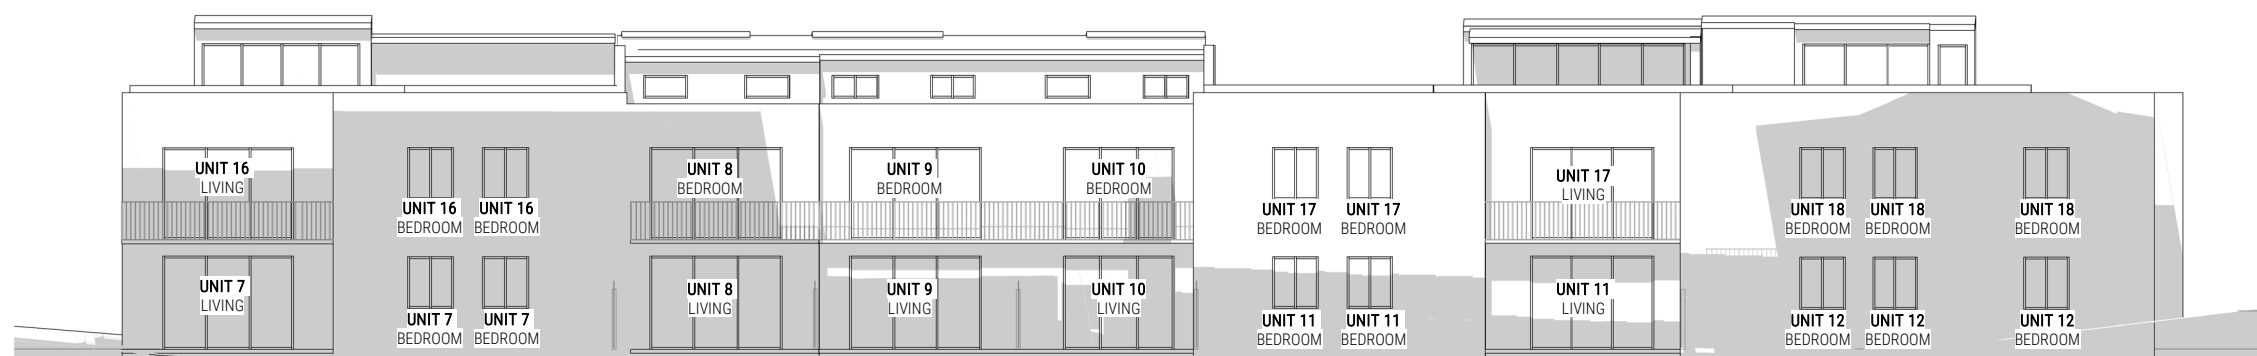 UNIT 16
LIVING
UNIT 8
BEDROOM
UNIT 9
BEDROOM
UNIT 10
BEDROOM
UNIT 17
LIVING
UNIT 16
BEDROOM
UNIT 16
BEDROOM
UNIT 17
BEDROOM
UNIT 17
BEDROOM
UNIT 18
BEDROOM
UNIT 18
BEDROOM
UNIT 18
BEDROOM
UNIT 7
LIVING
UNIT 8
LIVING
UNIT 9
LIVING
UNIT 10
LIVING
UNIT 11
LIVING
UNIT 7
BEDROOM
UNIT 7
BEDROOM
UNIT 11
BEDROOM
UNIT 11
BEDROOM
UNIT 12
BEDROOM
UNIT 12
BEDROOM
UNIT 12
BEDROOM